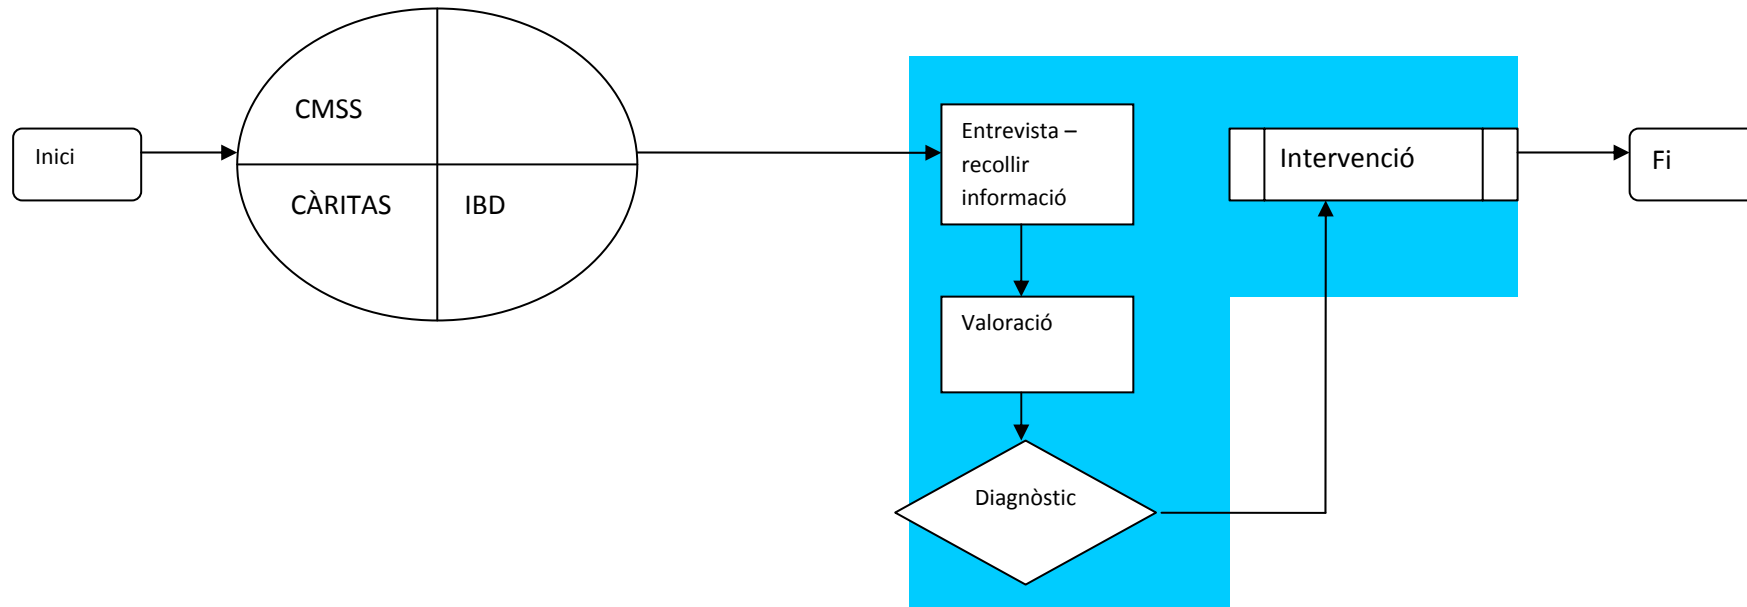 Inici
CMSS
CÀRITAS
IBD
Entrevista –
recollir
informació
Valoració
Diagnòstic
Intervenció
Fi